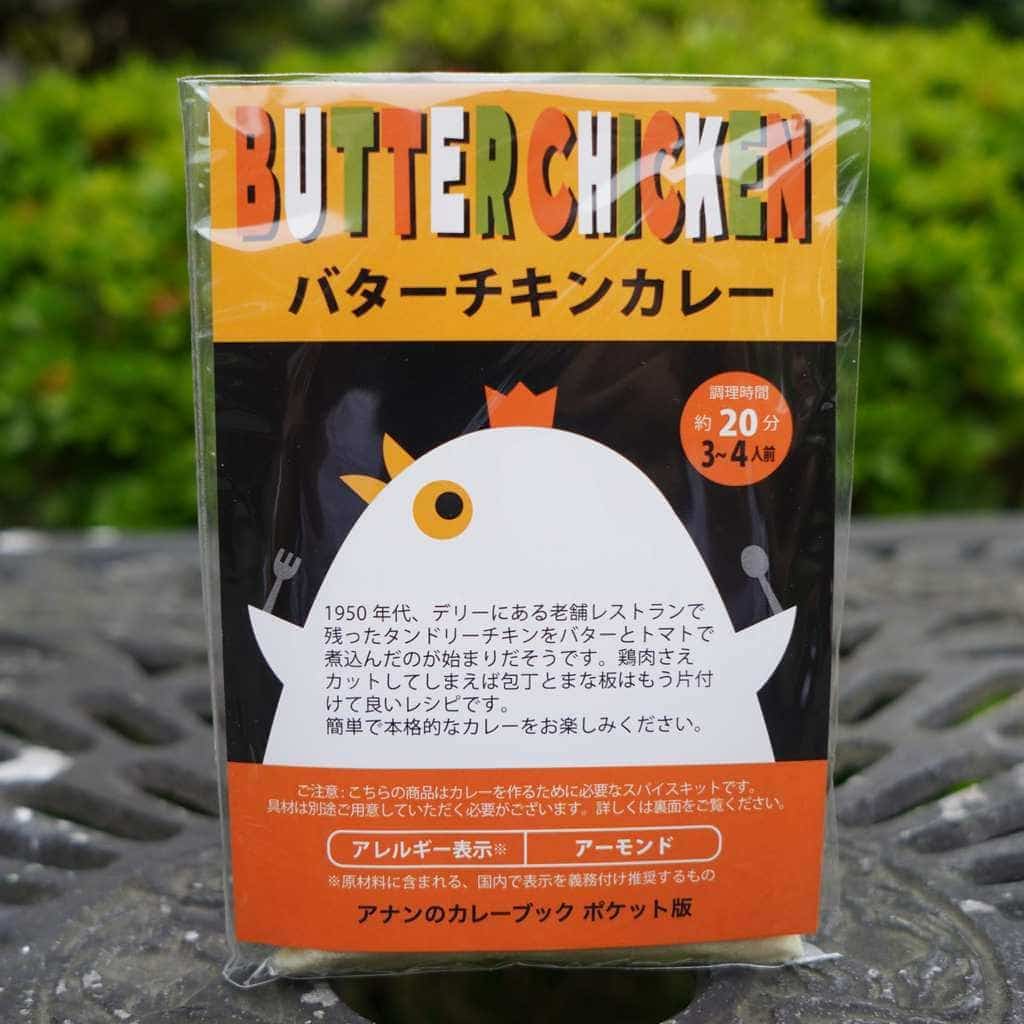 BUTTER CHICKEN
バターチキンカレー
調理時間
約20分
3~4人前
1950年代、デリーにある老舗レストランで
残ったタンドリーチキンをバターとトマトで
煮込んだのが始まりだそうです。鶏肉さえ
カットしてしまえば包丁とまな板はもう片付
けて良いレシピです。
簡単で本格的なカレーをお楽しみください。
ご注意：こちらの商品はカレーを作るために必要なスパイスキットです。
具材は別途ご用意していただく必要がございます。詳しくは裏面をご覧ください。
アレルギー表示※ アーモンド
※原材料に含まれる、国内で表示を義務付け推奨するもの
アナンのカレーブック ポケット版